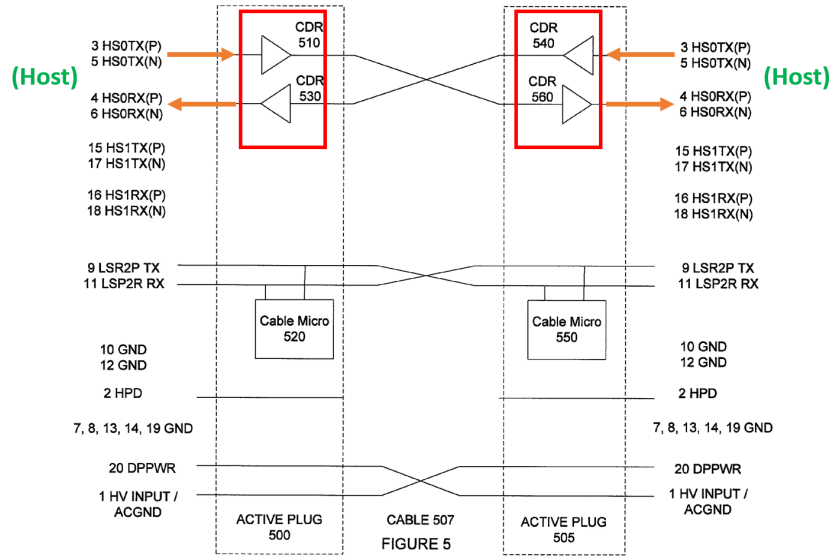 CDR
510
CDR
540
3 HS0TX(P)
5 HS0TX(N)
3 HS0TX(P)
5 HS0TX(N)
(Host)
(Host)
CDR
530
CDR
560
4 HS0RX(P)
6 HS0RX(N)
4 HS0RX(P)
6 HS0RX(N)
15 HS1TX(P)
17 HS1TX(N)
15 HS1TX(P)
17 HS1TX(N)
16 HS1RX(P)
18 HS1RX(N)
16 HS1RX(P)
18 HS1RX(N)
9 LSR2P TX
11 LSP2R RX
9 LSR2P TX
11 LSP2R RX
Cable Micro
520
Cable Micro
550
10 GND
12 GND
10 GND
12 GND
2 HPD
2 HPD
7, 8, 13, 14, 19 GND
7, 8, 13, 14, 19 GND
20 DPPWR
20 DPPWR
1 HV INPUT /
ACGND
1 HV INPUT /
ACGND
ACTIVE PLUG
500
CABLE 507
ACTIVE PLUG
505
FIGURE 5